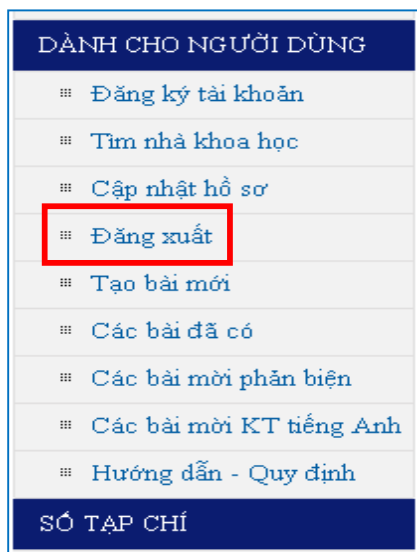 DÀNH CHO NGƯỜI DÙNG
Đăng ký tài khoản
Tìm nhà khoa học
Cập nhật hồ sơ
Đăng xuất
Tạo bài mới
Các bài đã có
Các bài mời phản biện
Các bài mời KT tiếng Anh
Hướng dẫn - Quy định
SỐ TẠP CHÍ